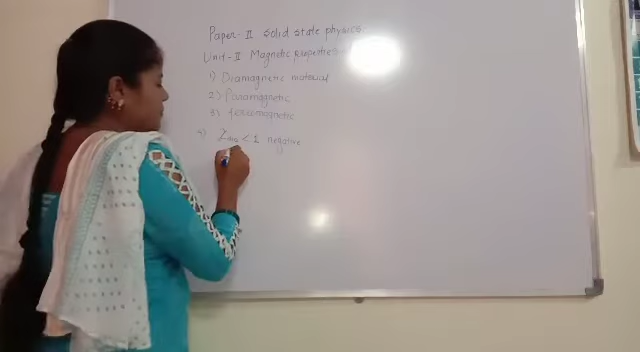 Paper-II Solid state physics-
Unit-II Magnetic Properties-
1) Diamagnetic material
2) Paramagnetic
3) ferromagnetic
4) χdia < 1 negative